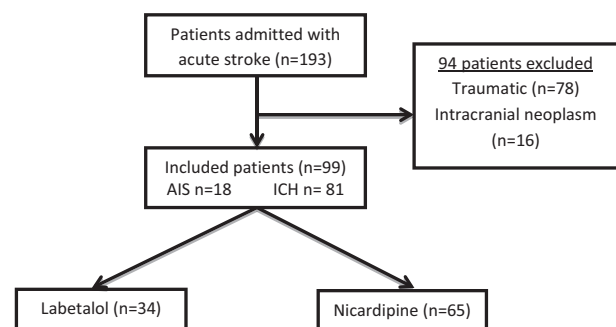 Patients admitted with
acute stroke (n=193)
94 patients excluded
Traumatic (n=78)
Intracranial neoplasm
(n=16)
Included patients (n=99)
AIS n=18 ICH n= 81
Labetalol (n=34)
Nicardipine (n=65)